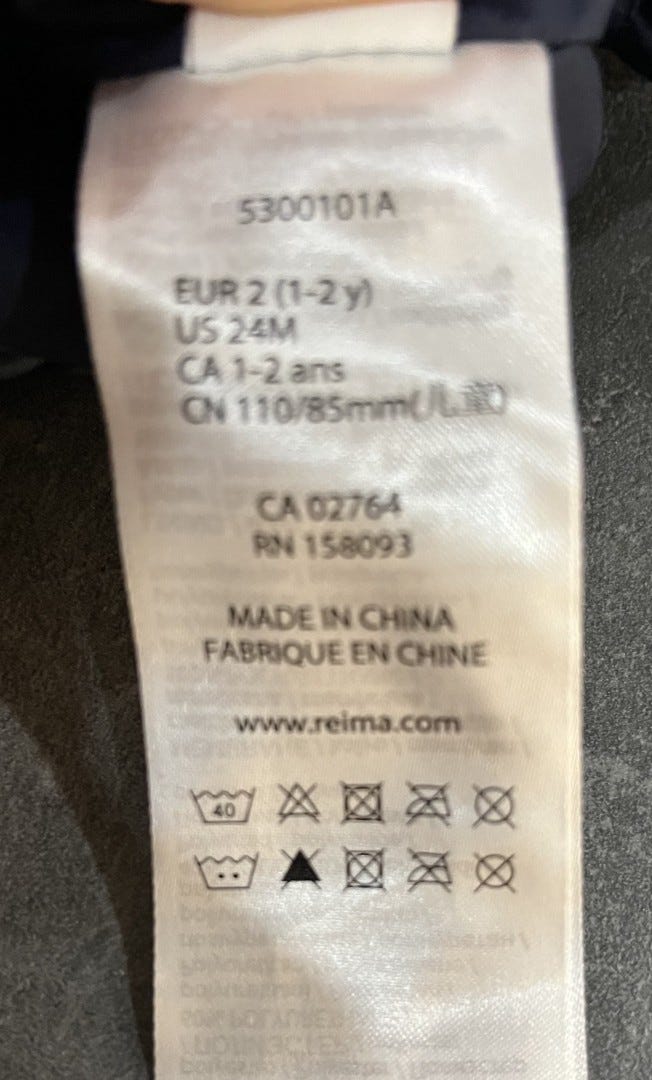 5300101A
EUR 2 (1-2 y)
US 24M
CA 1-2 ans
CN 110/85mm(儿童)
CA 02764
RN 158093
MADE IN CHINA
FABRIQUE EN CHINE
www.reima.com
40